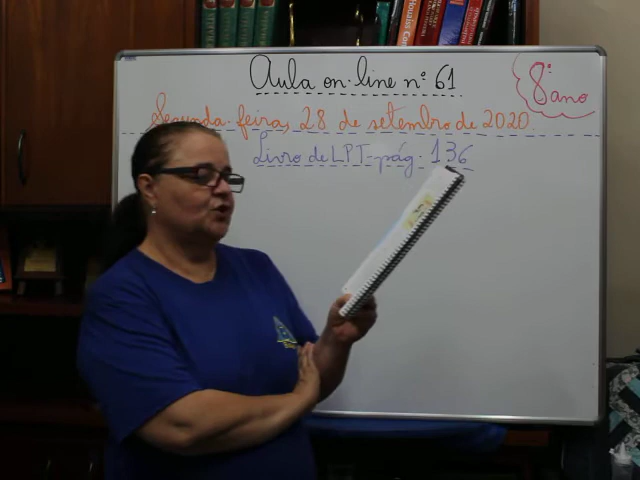 Aula on-line nº 61
8º ano
Segunda-feira, 28 de setembro de 2020.
Livro de LPT-pág. 136